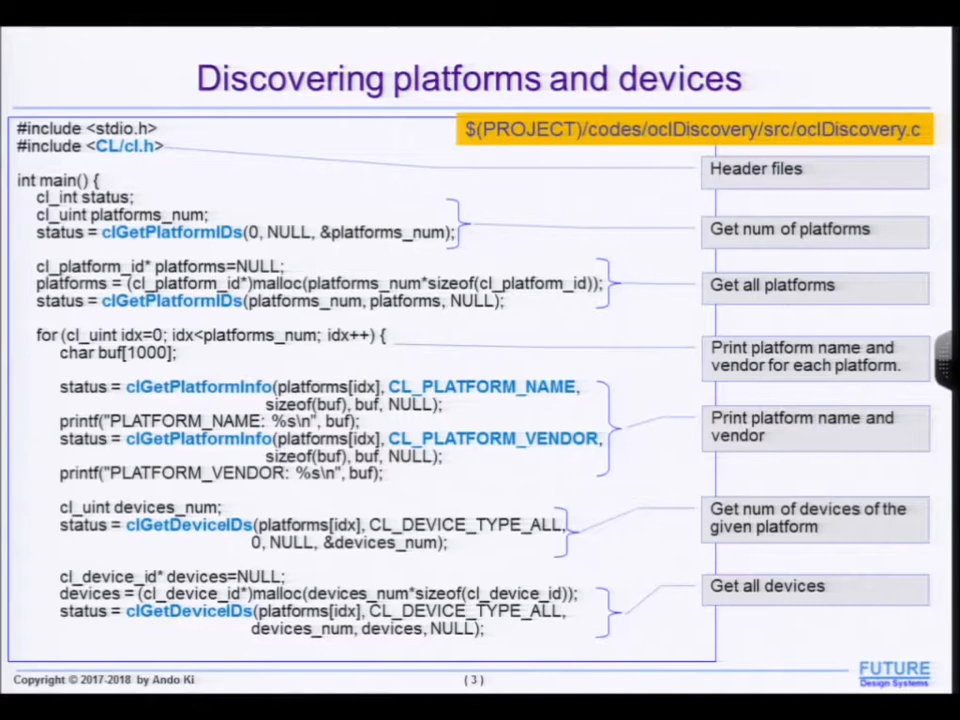 Discovering platforms and devices
$(PROJECT)/codes/oclDiscovery/src/oclDiscovery.c
#include <stdio.h>
#include <CL/cl.h>
Header files
int main() {
cl_int status;
cl_uint platforms_num;
status = clGetPlatformIDs(0, NULL, &platforms_num);
Get num of platforms
cl_platform_id* platforms=NULL;
platforms = (cl_platform_id*)malloc(platforms_num*sizeof(cl_platform_id));
status = clGetPlatformIDs(platforms_num, platforms, NULL);
Get all platforms
for (cl_uint idx=0; idx<platforms_num; idx++) {
char buf[1000];
Print platform name and
vendor for each platform.
status = clGetPlatformInfo(platforms[idx], CL_PLATFORM_NAME,
sizeof(buf), buf, NULL);
printf("PLATFORM_NAME: %s\n", buf);
status = clGetPlatformInfo(platforms[idx], CL_PLATFORM_VENDOR,
sizeof(buf), buf, NULL);
printf("PLATFORM_VENDOR: %s\n", buf);
Print platform name and
vendor
cl_uint devices_num;
status = clGetDeviceIDs(platforms[idx], CL_DEVICE_TYPE_ALL,
0, NULL, &devices_num);
Get num of devices of the
given platform
cl_device_id* devices=NULL;
devices = (cl_device_id*)malloc(devices_num*sizeof(cl_device_id));
status = clGetDeviceIDs(platforms[idx], CL_DEVICE_TYPE_ALL,
devices_num, devices, NULL);
Get all devices
Copyright © 2017-2018 by Ando Ki
( 3 )
FUTURE
Design Systems